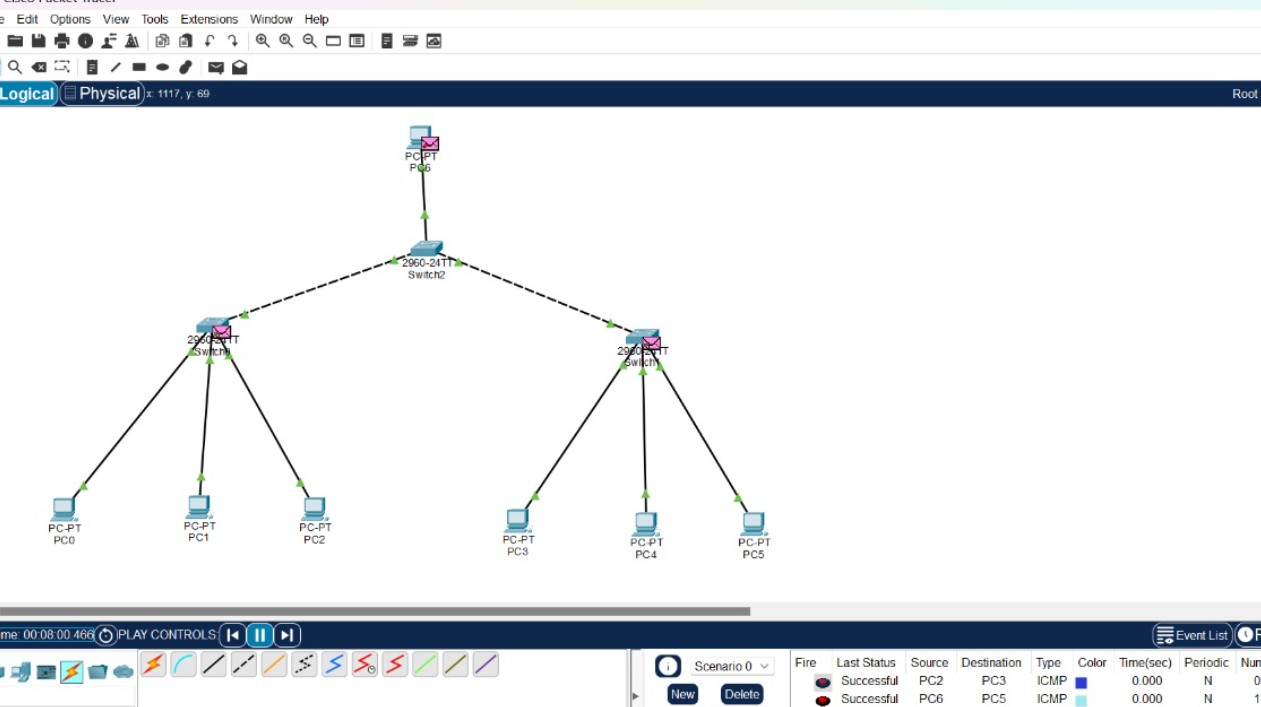 Edit Options View Tools Extensions Window Help
Logical Physical x: 1117, y: 69 Root
PC-PT
PC6
2960-24TT
Switch2
2960-24TT
2960-24TT
PC-PT
PC0
PC-PT
PC1
PC-PT
PC2
PC-PT
PC3
PC-PT
PC4
PC-PT
PC5
me: 00:08:00.466 PLAY CONTROLS: Event List
Scenario 0
New Delete
Fire Last Status Source Destination Type Color Time(sec) Periodic Num
Successful PC2 PC3 ICMP 0.000 N 0
Successful PC6 PC5 ICMP 0.000 N 1